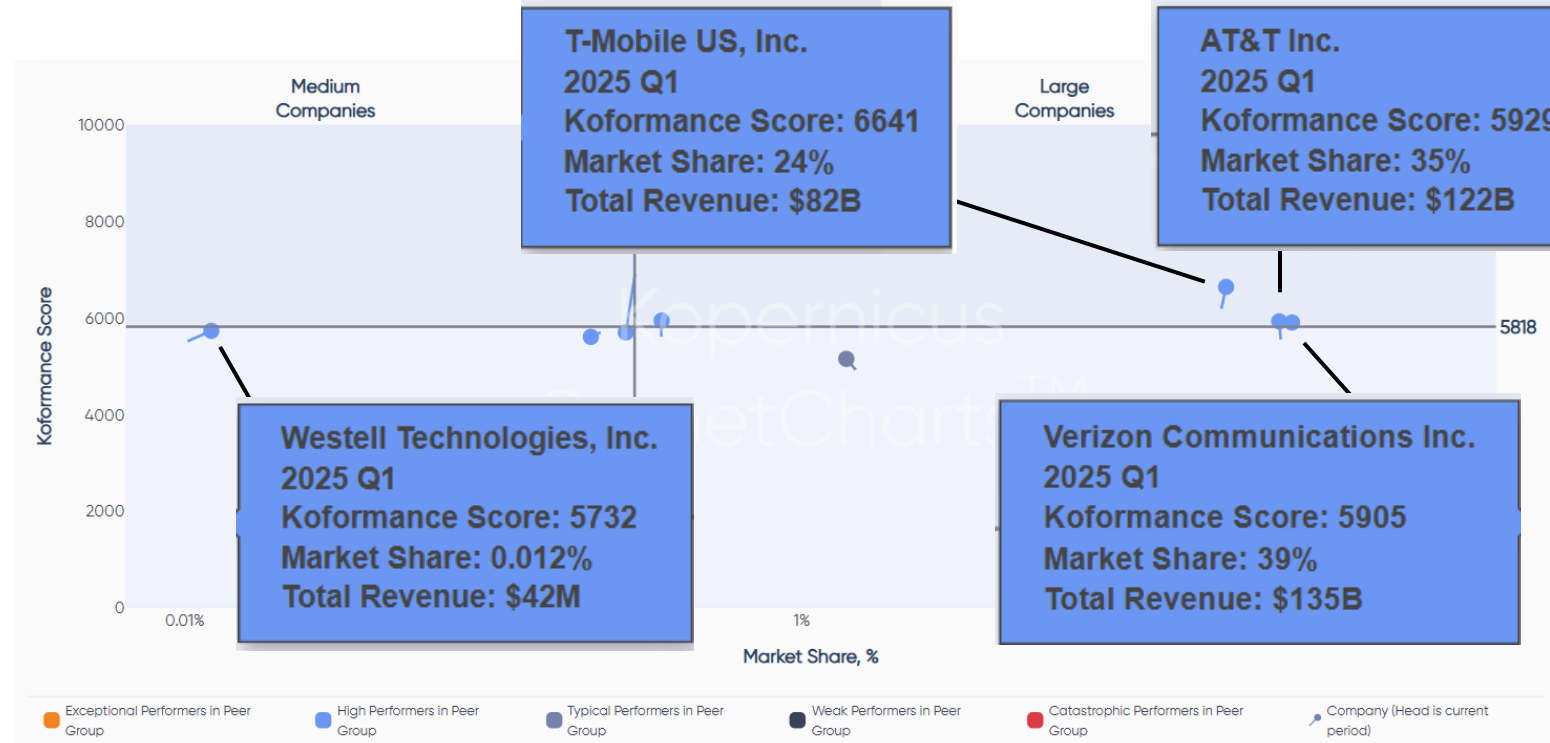 T-Mobile US, Inc.
2025 Q1
Koformance Score: 6641
Market Share: 24%
Total Revenue: $82B
AT&T Inc.
2025 Q1
Koformance Score: 5929
Market Share: 35%
Total Revenue: $122B
Medium
Companies
Large
Companies
10000
8000
6000
4000
2000
0
Koformance Score
5818
Kopernicus
etCharts™
Westell Technologies, Inc.
2025 Q1
Koformance Score: 5732
Market Share: 0.012%
Total Revenue: $42M
Verizon Communications Inc.
2025 Q1
Koformance Score: 5905
Market Share: 39%
Total Revenue: $135B
0.01%
1%
Market Share, %
Exceptional Performers in Peer
Group
High Performers in Peer
Group
Typical Performers in Peer
Group
Weak Performers in Peer
Group
Catastrophic Performers in Peer
Group
Company (Head is current
period)